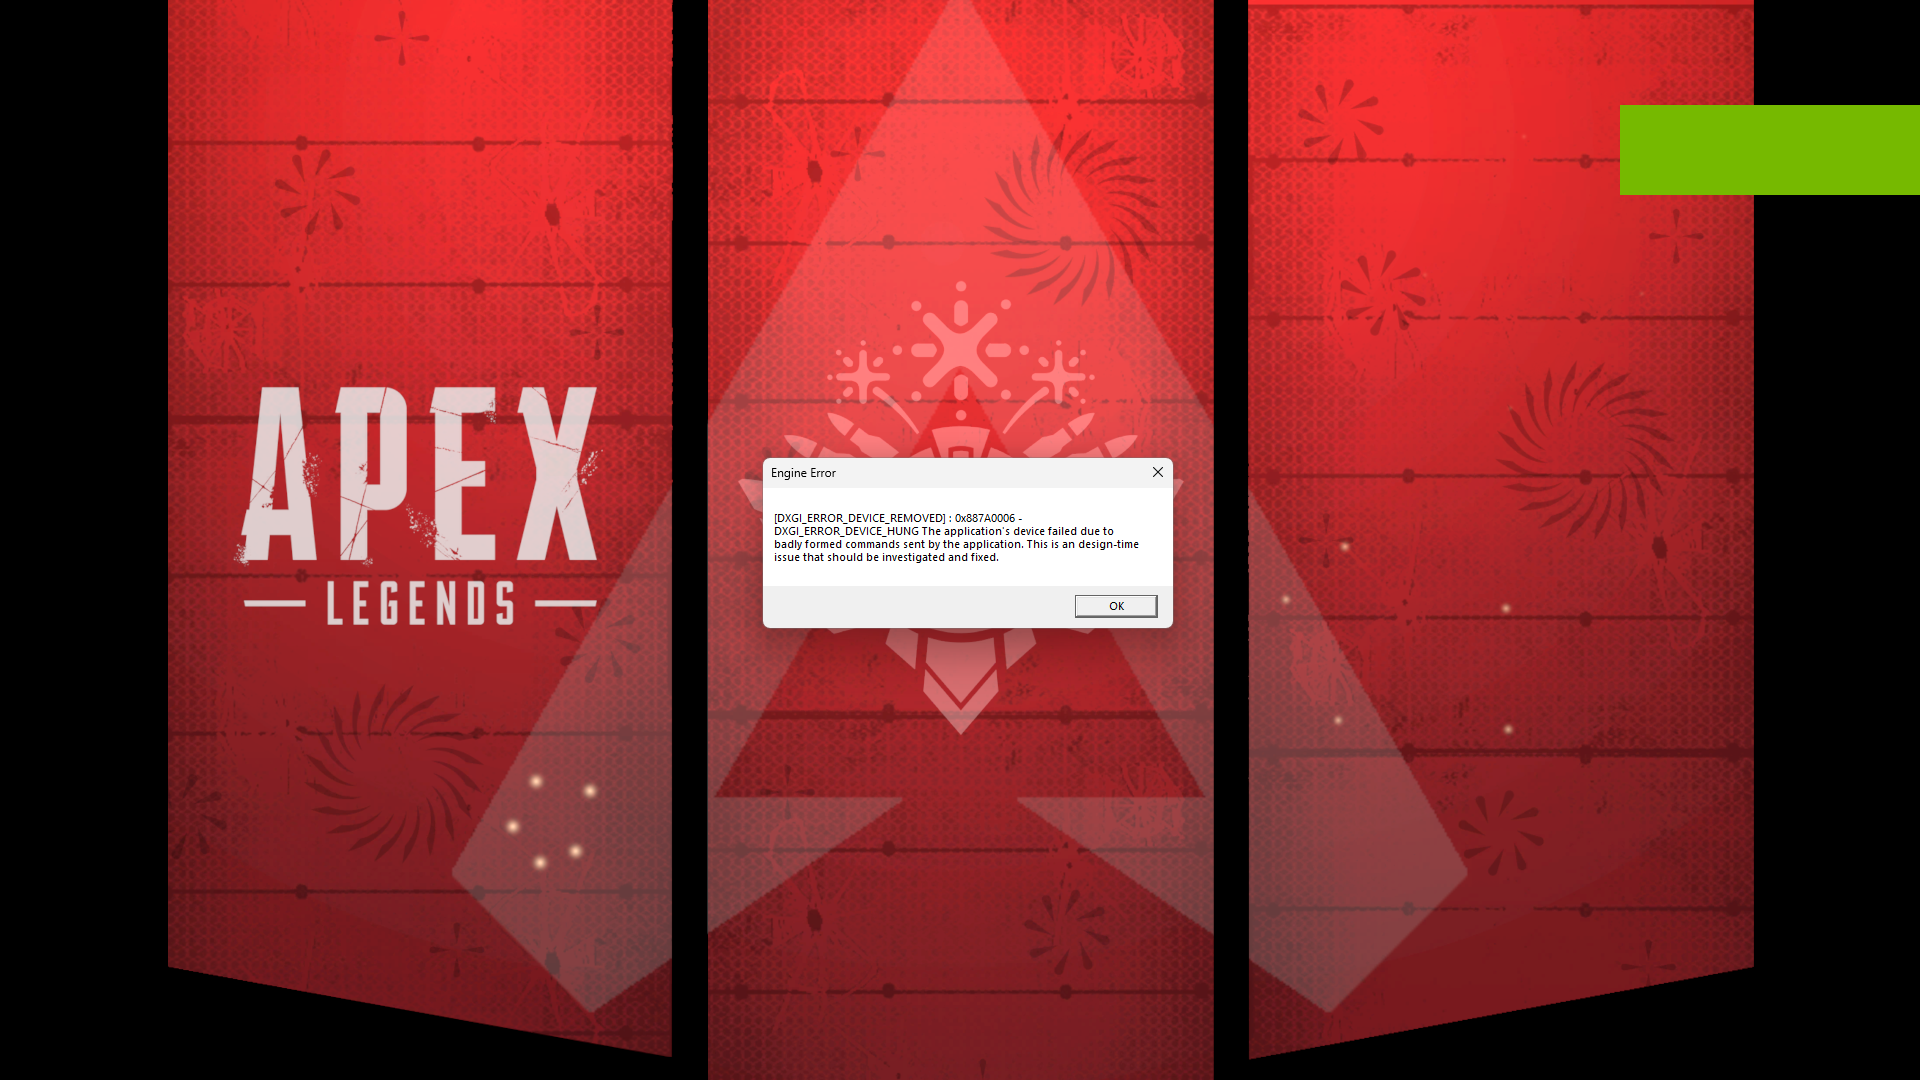 APEX
LEGENDS
Engine Error
[DXGI_ERROR_DEVICE_REMOVED] : 0x887A0006 -
DXGI_ERROR_DEVICE_HUNG The application's device failed due to
badly formed commands sent by the application. This is an design-time
issue that should be investigated and fixed.
OK